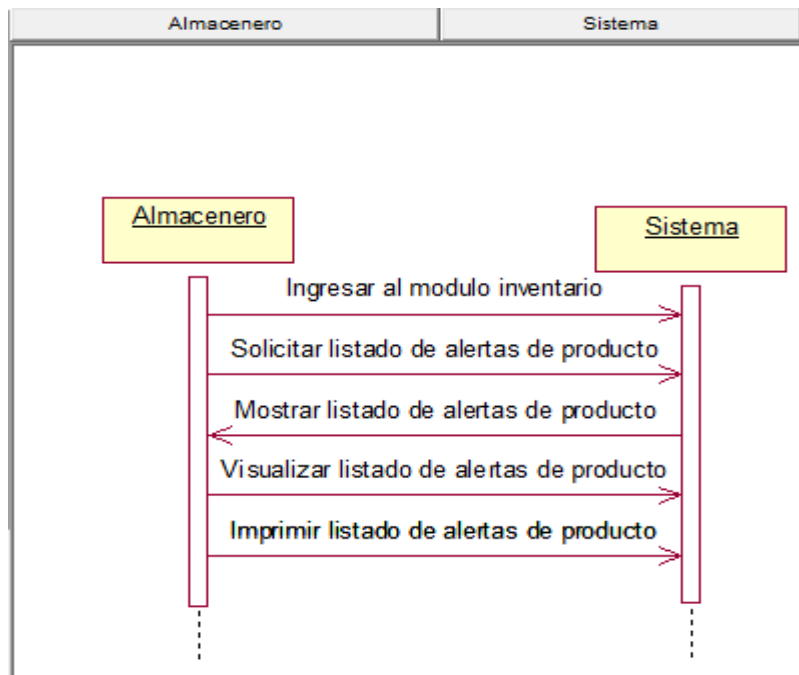 Almacenero
Sistema
Almacenero
Sistema
Ingresar al modulo inventario
Solicitar listado de alertas de producto
Mostrar listado de alertas de producto
Visualizar listado de alertas de producto
Imprimir listado de alertas de producto